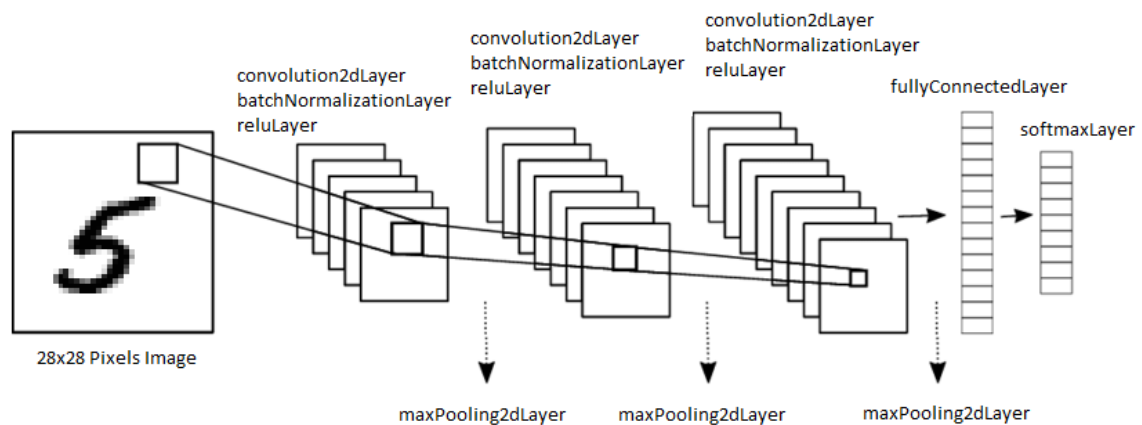 convolution2dLayer
batchNormalizationLayer
reluLayer
convolution2dLayer
batchNormalizationLayer
reluLayer
convolution2dLayer
batchNormalizationLayer
reluLayer
fullyConnectedLayer
softmaxLayer
5
28x28 Pixels Image
maxPooling2dLayer
maxPooling2dLayer
maxPooling2dLayer